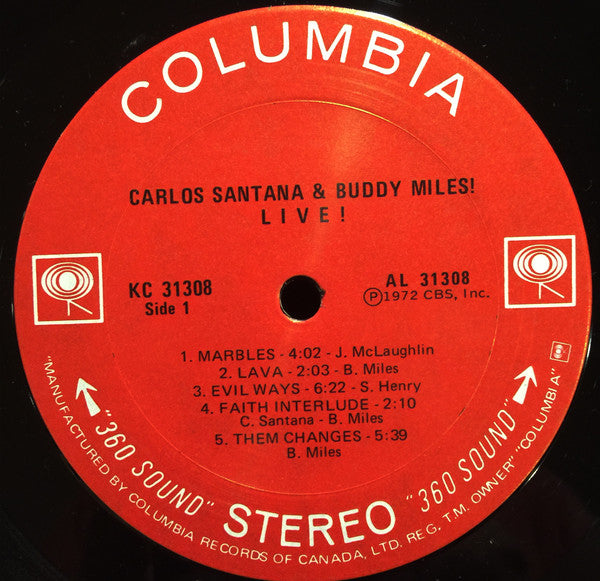 COLUMBIA
CARLOS SANTANA & BUDDY MILES!
LIVE!
KC 31308
Side 1
AL 31308
Ⓟ1972 CBS, Inc.
1. MARBLES - 4:02 - J. McLaughlin
2. LAVA - 2:03 - B. Miles
3. EVIL WAYS - 6:22 - S. Henry
4. FAITH INTERLUDE - 2:10
C. Santana - B. Miles
5. THEM CHANGES - 5:39
B. Miles
"360 SOUND" STEREO "360 SOUND"
"MANUFACTURED BY COLUMBIA RECORDS OF CANADA, LTD. REG. T.M. OWNER" "COLUMBIA"